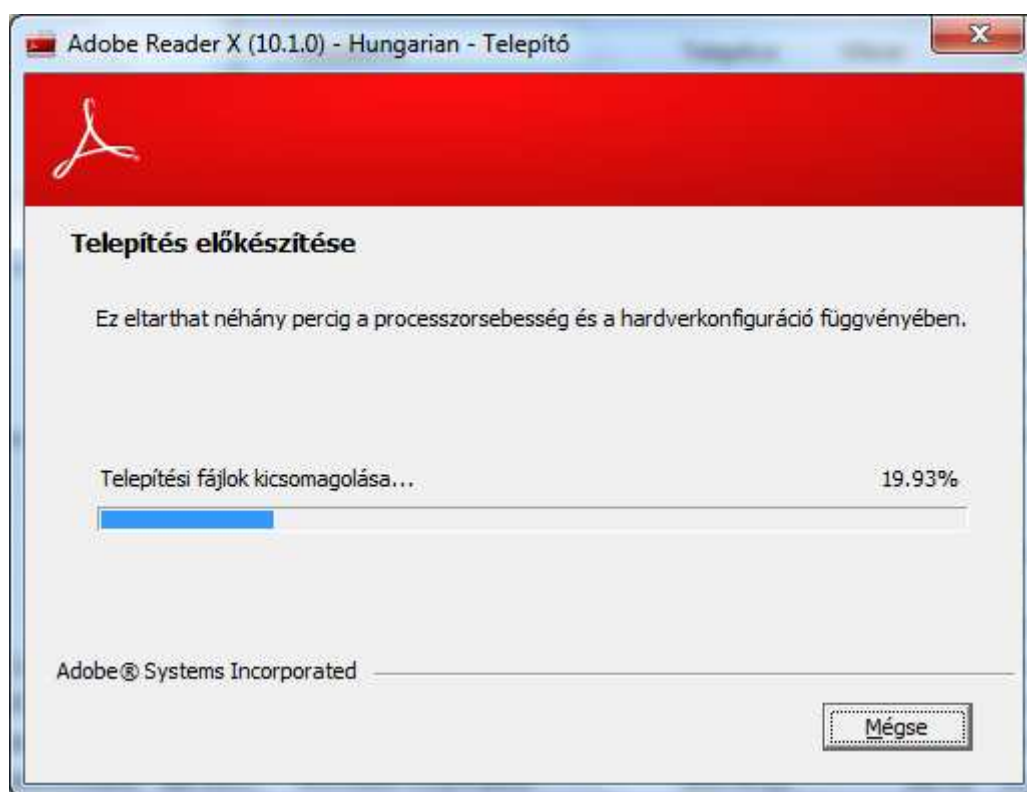 Adobe Reader X (10.1.0) - Hungarian - Telepítő
Telepítés előkészítése
Ez eltarthat néhány percig a processzorsebesség és a hardverkonfiguráció függvényében.
Telepítési fájlok kicsomagolása... 19.93%
Adobe® Systems Incorporated
Mégse